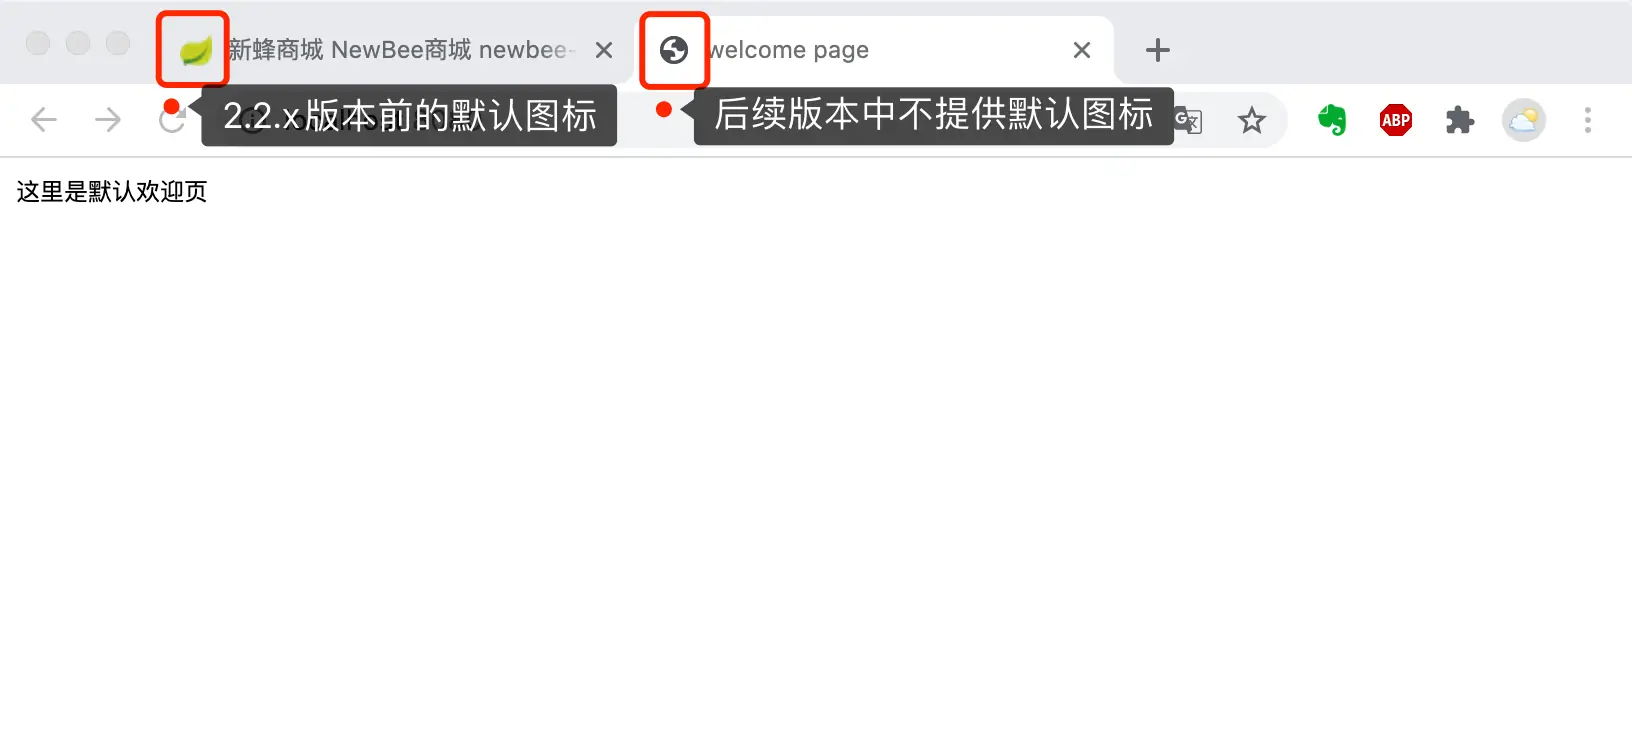 新蜂商城 NewBee商城 newbee-
welcome page
2.2.x版本前的默认图标
后续版本中不提供默认图标
ABP
这里是默认欢迎页